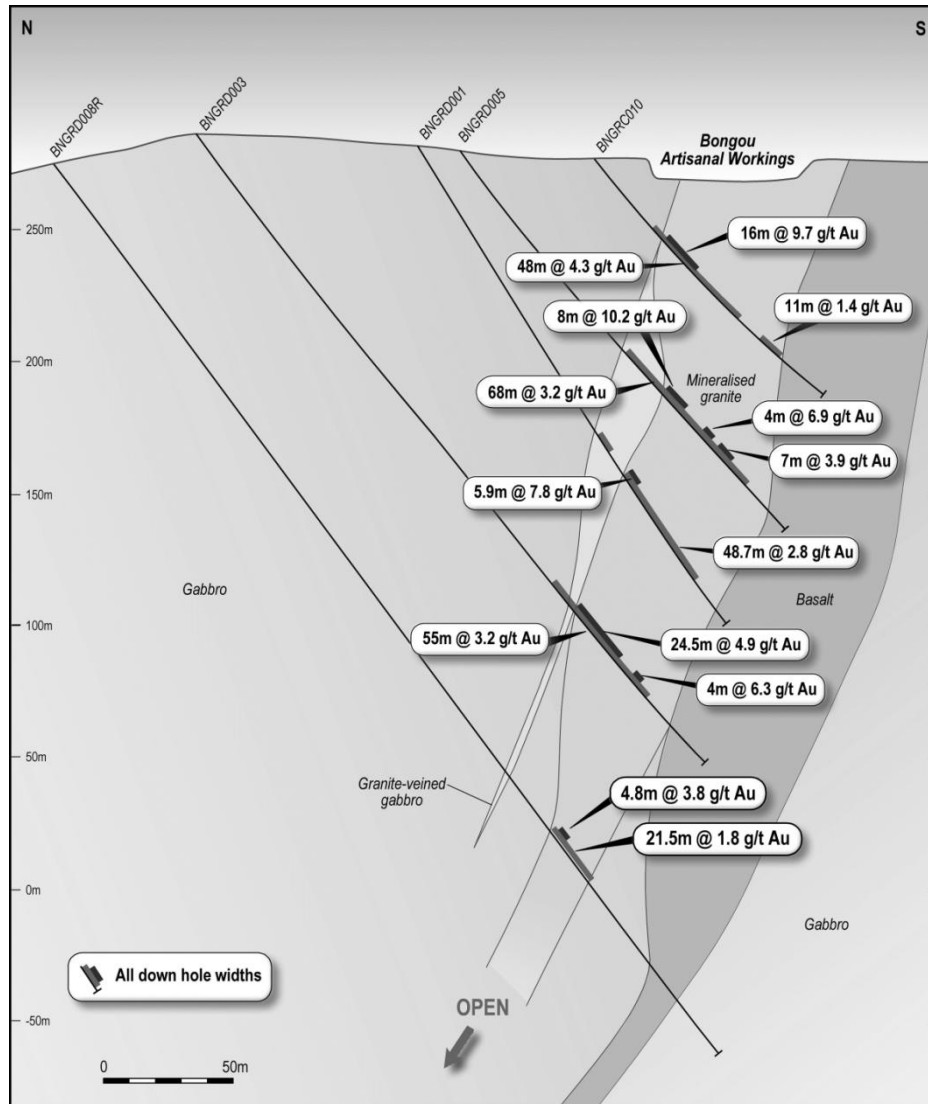 N
S
BNGRD008R
BNGRD003
BNGRD001
BNGRD005
BNGRC010
Bongou
Artisanal Workings
250m
16m @ 9.7 g/t Au
48m @ 4.3 g/t Au
8m @ 10.2 g/t Au
11m @ 1.4 g/t Au
200m
68m @ 3.2 g/t Au
Mineralised
granite
4m @ 6.9 g/t Au
7m @ 3.9 g/t Au
150m
5.9m @ 7.8 g/t Au
48.7m @ 2.8 g/t Au
Gabbro
Basalt
100m
55m @ 3.2 g/t Au
24.5m @ 4.9 g/t Au
4m @ 6.3 g/t Au
50m
Granite-veined
gabbro
4.8m @ 3.8 g/t Au
21.5m @ 1.8 g/t Au
0m
Gabbro
All down hole widths
OPEN
-50m
0
50m